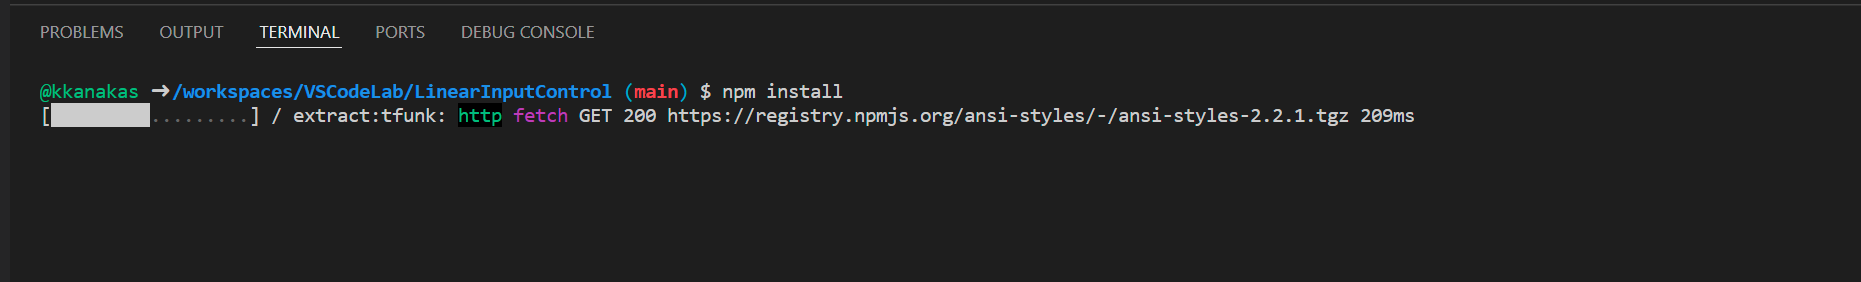 PROBLEMS OUTPUT TERMINAL PORTS DEBUG CONSOLE
@kkanakas ➜/workspaces/VSCodeLab/LinearInputControl (main) $ npm install
[█████████.........] / extract:tfunk: http fetch GET 200 https://registry.npmjs.org/ansi-styles/-/ansi-styles-2.2.1.tgz 209ms